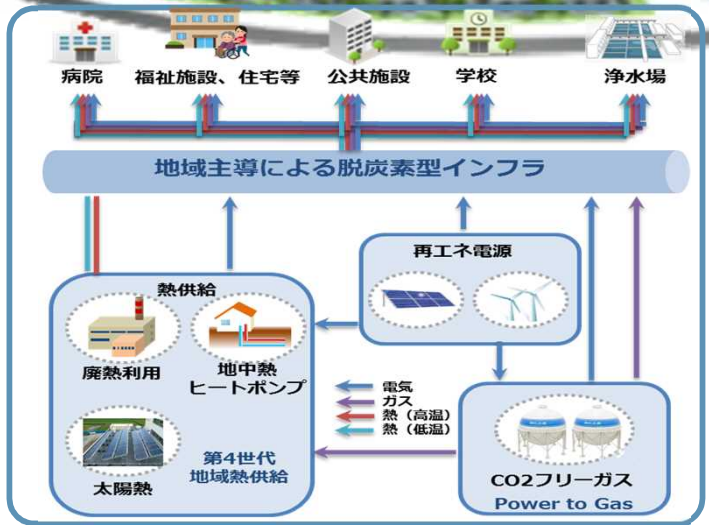 病院
福祉施設、住宅等
公共施設
学校
浄水場
地域主導による脱炭素型インフラ
再エネ電源
熱供給
廃熱利用
地中熱
ヒートポンプ
電気
ガス
熱（高温）
熱（低温）
太陽熱
第4世代
地域熱供給
CO2フリーガス
Power to Gas